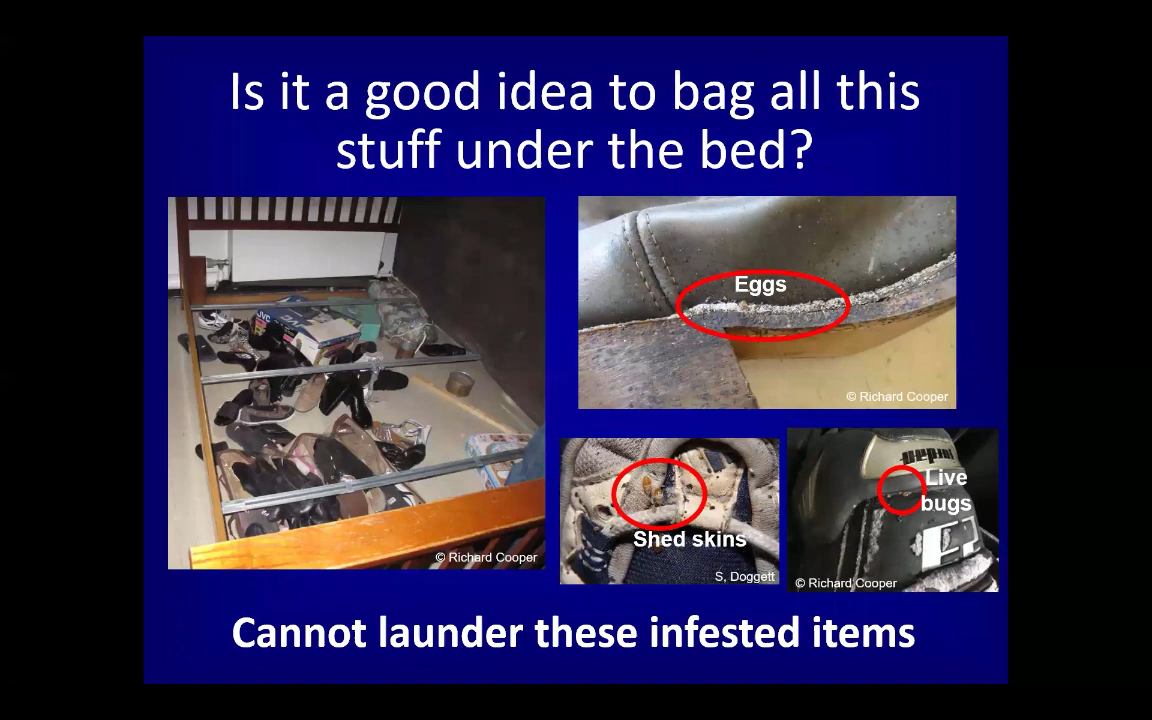 Is it a good idea to bag all this
stuff under the bed?
JVC
© Richard Cooper
Eggs
© Richard Cooper
Shed skins
S, Doggett
Live
bugs
© Richard Cooper
Cannot launder these infested items